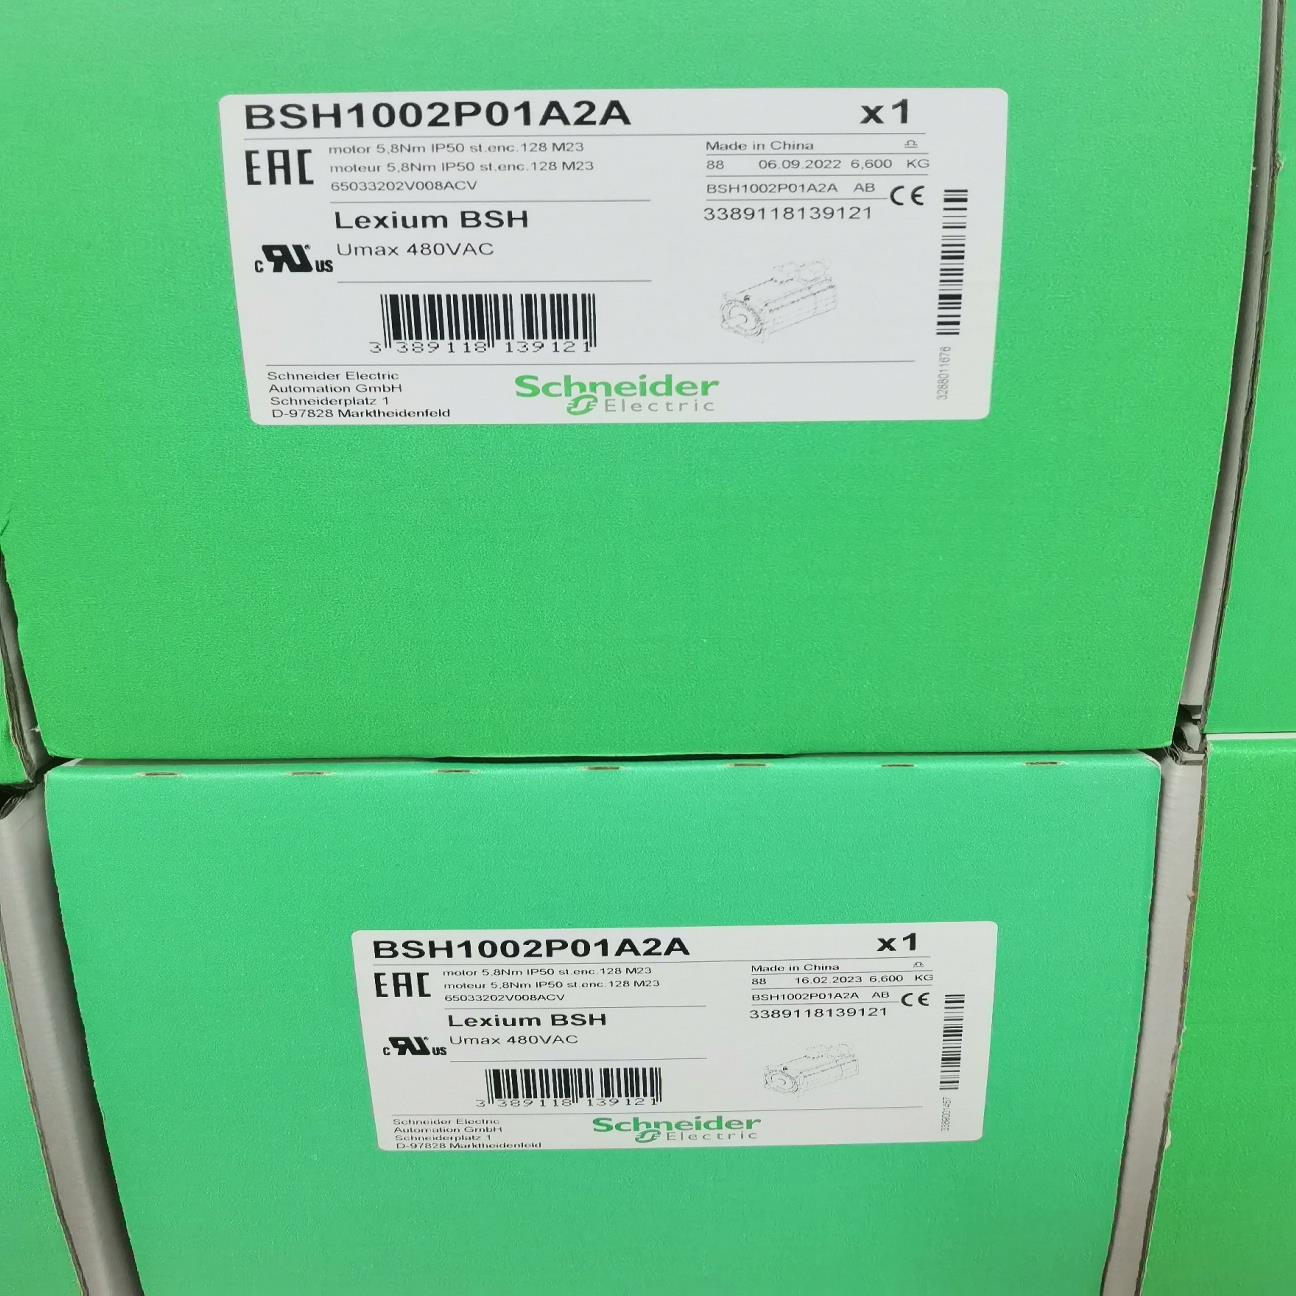 BSH1002P01A2A x1
EAC
motor 5,8Nm IP50 st.enc.128 M23
moteur 5,8Nm IP50 st.enc.128 M23
65033202V008ACV
Made in China
88 06.09.2022 6,600 KG
BSH1002P01A2A AB CE
3389118139121
Lexium BSH
c RU us
Umax 480VAC
3 389118 139121
3268011676
Schneider Electric
Automation GmbH
Schneiderplatz 1
D-97828 Marktheidenfeld
Schneider
Electric
BSH1002P01A2A x1
EAC
motor 5,8Nm IP50 st.enc.128 M23
moteur 5,8Nm IP50 st.enc.128 M23
65033202V008ACV
Made in China
88 16.02.2023 6,600 KG
BSH1002P01A2A AB CE
3389118139121
Lexium BSH
c RU us
Umax 480VAC
3 389118 139121
Schneider Electric
Automation GmbH
Schneiderplatz 1
D-97828 Marktheidenfeld
Schneider
Electric